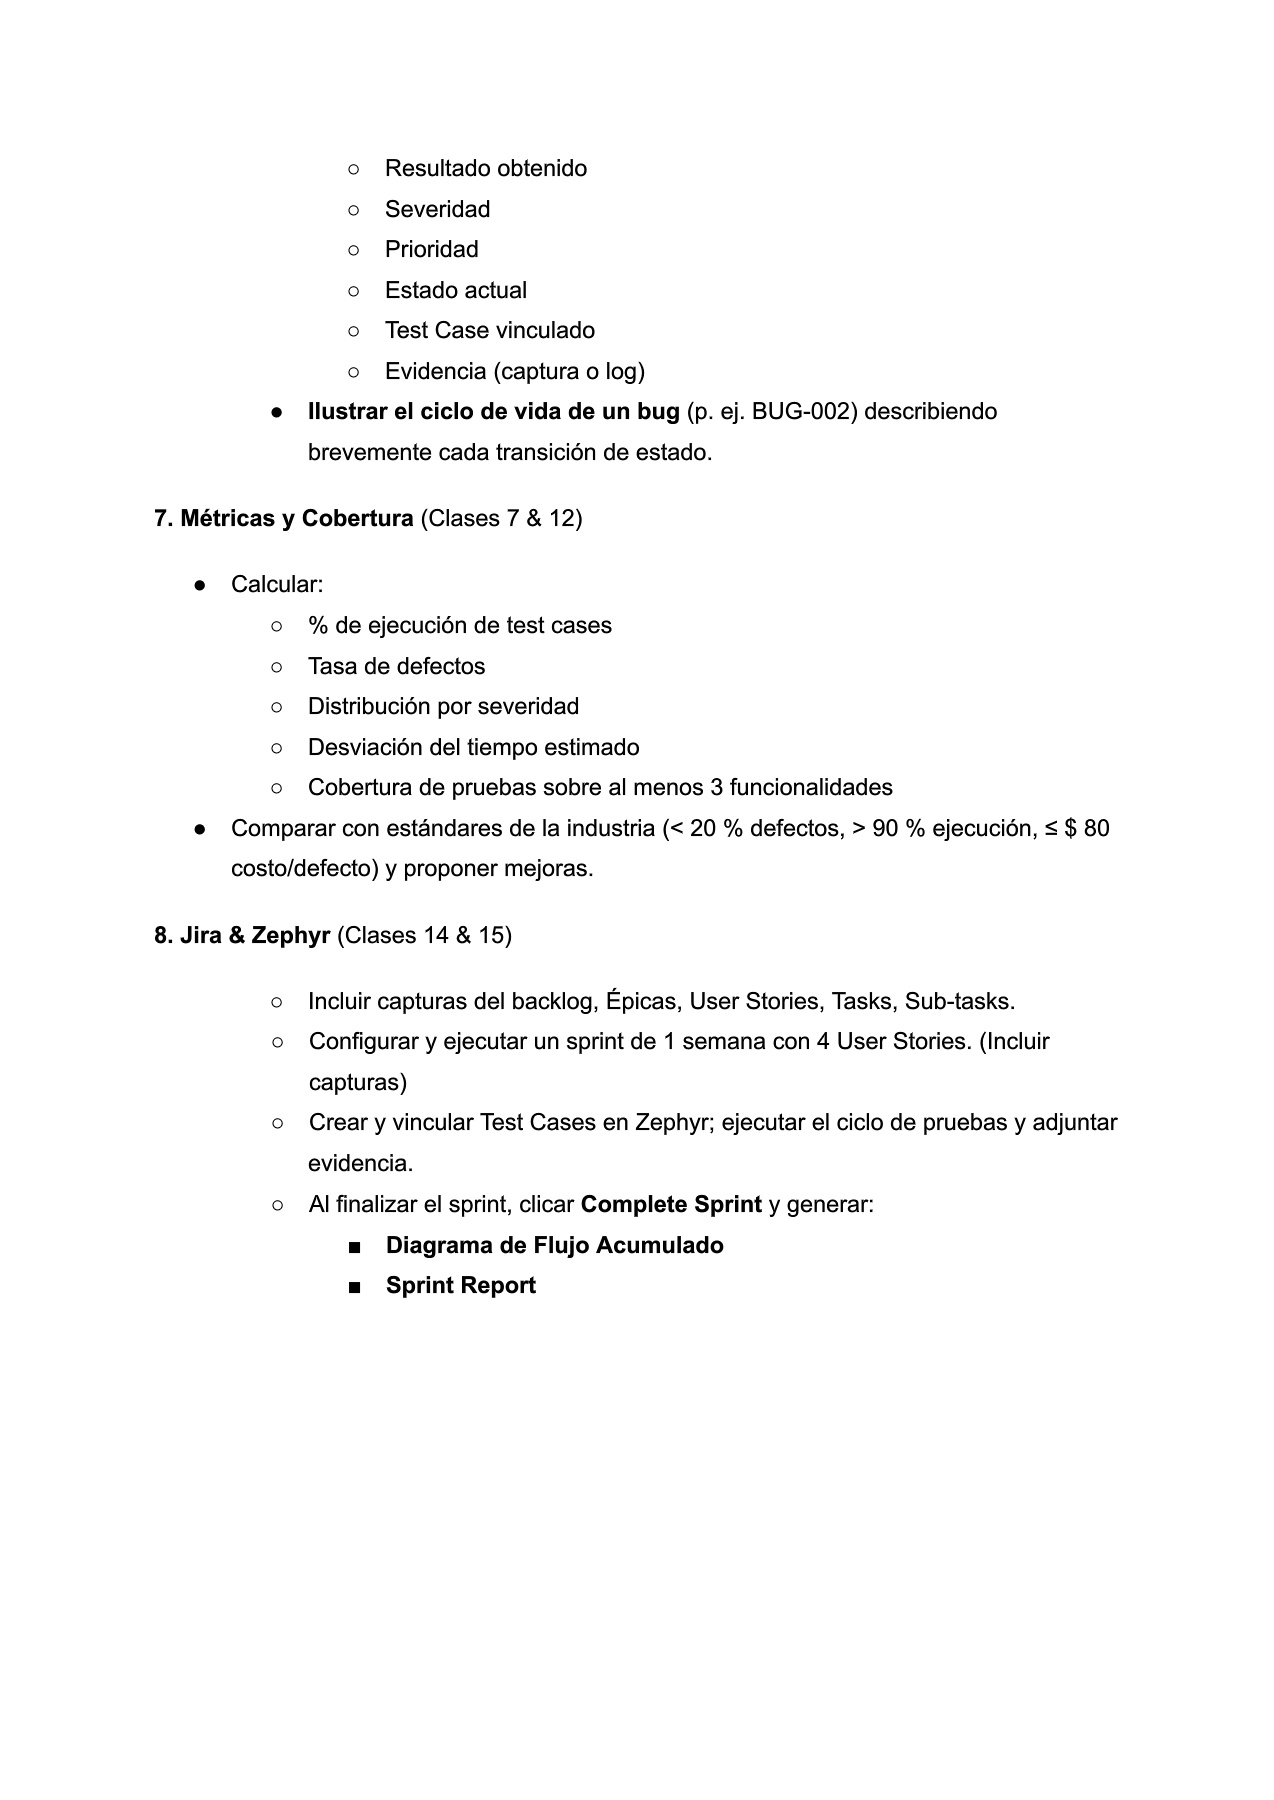 ○ Resultado obtenido
○ Severidad
○ Prioridad
○ Estado actual
○ Test Case vinculado
○ Evidencia (captura o log)
● Ilustrar el ciclo de vida de un bug (p. ej. BUG-002) describiendo
brevemente cada transición de estado.
7. Métricas y Cobertura (Clases 7 & 12)
● Calcular:
○ % de ejecución de test cases
○ Tasa de defectos
○ Distribución por severidad
○ Desviación del tiempo estimado
○ Cobertura de pruebas sobre al menos 3 funcionalidades
● Comparar con estándares de la industria (< 20 % defectos, > 90 % ejecución, ≤ $ 80
costo/defecto) y proponer mejoras.
8. Jira & Zephyr (Clases 14 & 15)
○ Incluir capturas del backlog, Épicas, User Stories, Tasks, Sub-tasks.
○ Configurar y ejecutar un sprint de 1 semana con 4 User Stories. (Incluir
capturas)
○ Crear y vincular Test Cases en Zephyr; ejecutar el ciclo de pruebas y adjuntar
evidencia.
○ Al finalizar el sprint, clicar Complete Sprint y generar:
■ Diagrama de Flujo Acumulado
■ Sprint Report